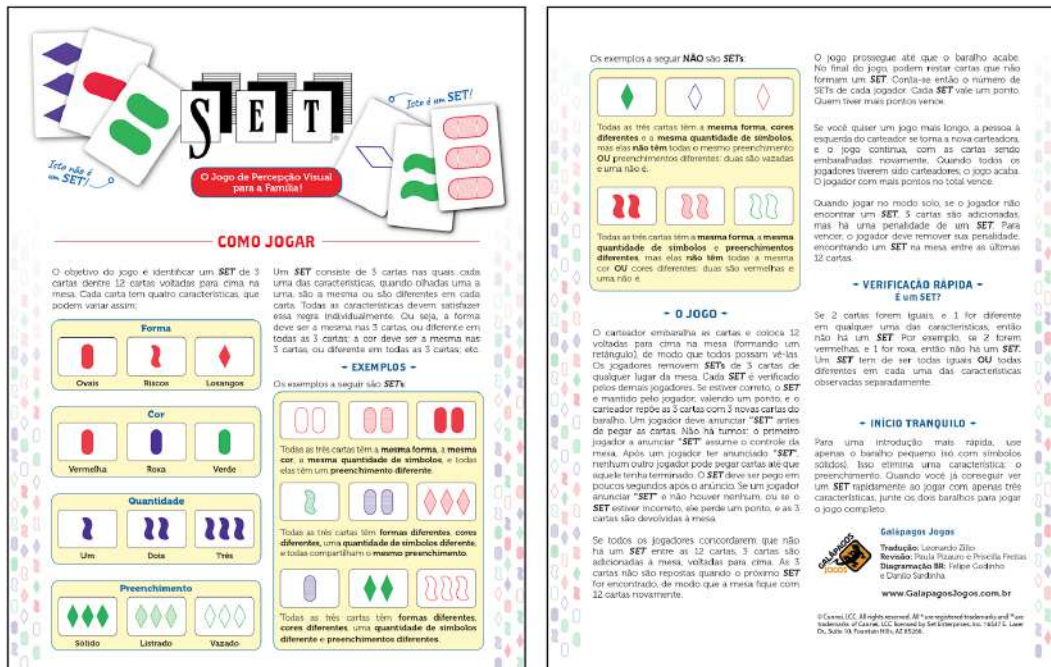 SET
Isto não é
um SET!
Isto é um SET!
O Jogo de Percepção Visual
para a Família!
COMO JOGAR
O objetivo do jogo é identificar um SET de 3
cartas dentre 12 cartas voltadas para cima na
mesa. Cada carta tem quatro características, que
podem variar assim:
Forma
Ovais Riscos Losangos
Cor
Vermelha Roxa Verde
Quantidade
Um Dois Três
Preenchimento
Sólido Listrado Vazado
Um SET consiste de 3 cartas nas quais cada
uma das características, quando olhadas uma a
uma, são a mesma ou são diferentes em cada
carta. Todas as características devem satisfazer
essa regra individualmente. Ou seja, a forma
deve ser a mesma nas 3 cartas, ou diferente em
todas as 3 cartas; a cor deve ser a mesma nas
3 cartas, ou diferente em todas as 3 cartas; etc.
- EXEMPLOS -
Os exemplos a seguir são SETs:
Todas as três cartas têm a mesma forma, a mesma
cor, a mesma quantidade de símbolos, e todas
elas têm um preenchimento diferente.
Todas as três cartas têm formas diferentes, cores
diferentes, uma quantidade de símbolos diferente,
e todas compartilham o mesmo preenchimento.
Todas as três cartas têm formas diferentes,
cores diferentes, uma quantidade de símbolos
diferente e preenchimentos diferentes.
Os exemplos a seguir NÃO são SETs:
Todas as três cartas têm a mesma forma, cores
diferentes e a mesma quantidade de símbolos,
mas elas não têm todas o mesmo preenchimento
OU preenchimentos diferentes: duas são vazadas
e uma não é.
Todas as três cartas têm a mesma forma, a mesma
quantidade de símbolos e preenchimentos
diferentes, mas elas não têm todas a mesma
cor OU cores diferentes: duas são vermelhas e
uma não é.
- O JOGO -
O carteador embaralha as cartas e coloca 12
voltadas para cima na mesa (formando um
retângulo), de modo que todos possam vê-las.
Os jogadores removem SETs de 3 cartas de
qualquer lugar da mesa. Cada SET é verificado
pelos demais jogadores. Se estiver correto, o SET
é mantido pelo jogador, valendo um ponto, e o
carteador repõe as 3 cartas com 3 novas cartas do
baralho. Um jogador deve anunciar "SET" antes
de pegar as cartas. Não há turnos: o primeiro
jogador a anunciar "SET" assume o controle da
mesa. Após um jogador ter anunciado "SET",
nenhum outro jogador pode pegar cartas até que
aquele tenha terminado. O SET deve ser pego em
poucos segundos após o anúncio. Se um jogador
anunciar "SET" e não houver nenhum, ou se o
SET estiver incorreto, ele perde um ponto, e as 3
cartas são devolvidas à mesa.
Se todos os jogadores concordarem que não
há um SET entre as 12 cartas, 3 cartas são
adicionadas à mesa, voltadas para cima. As 3
cartas não são repostas quando o próximo SET
for encontrado, de modo que a mesa fique com
12 cartas novamente.
O jogo prossegue até que o baralho acabe.
No final do jogo, podem restar cartas que não
formam um SET. Conta-se então o número de
SETs de cada jogador. Cada SET vale um ponto.
Quem tiver mais pontos vence.
Se você quiser um jogo mais longo, a pessoa à
esquerda do carteador se torna a nova carteadora,
e o jogo continua, com as cartas sendo
embaralhadas novamente. Quando todos os
jogadores tiverem sido carteadores, o jogo acaba.
O jogador com mais pontos no total vence.
Quando jogar no modo solo, se o jogador não
encontrar um SET, 3 cartas são adicionadas,
mas há uma penalidade de um SET. Para
vencer, o jogador deve remover sua penalidade,
encontrando um SET na mesa entre as últimas
12 cartas.
- VERIFICAÇÃO RÁPIDA -
É um SET?
Se 2 cartas forem iguais, e 1 for diferente
em qualquer uma das características, então
não há um SET. Por exemplo, se 2 forem
vermelhas, e 1 for roxa, então não há um SET.
Um SET tem de ser todas iguais OU todas
diferentes em cada uma das características
observadas separadamente.
- INÍCIO TRANQUILO -
Para uma introdução mais rápida, use
apenas o baralho pequeno (só com símbolos
sólidos). Isso elimina uma característica: o
preenchimento. Quando você já conseguir ver
um SET rapidamente ao jogar com apenas três
características, junte os dois baralhos para jogar
o jogo completo.
GALÁPAGOS JOGOS
Galápagos Jogos
Tradução: Leonardo Zilio
Revisão: Paula Pizauro e Priscilla Freitas
Diagramação BR: Felipe Godinho
e Danilo Sardinha
www.GalapagosJogos.com.br
© Cannei, LCC. All rights reserved. All ® are registered trademarks and ™ are
trademarks of Cannei, LCC licensed by Set Enterprises, Inc. 16537 E. Laser
Dr., Suite 10, Fountain Hills, AZ 85268.